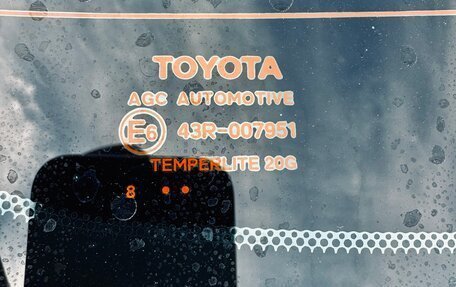 TOYOTA
AGC AUTOMOTIVE
E6 43R-007951
TEMPERLITE 20G
8 ••